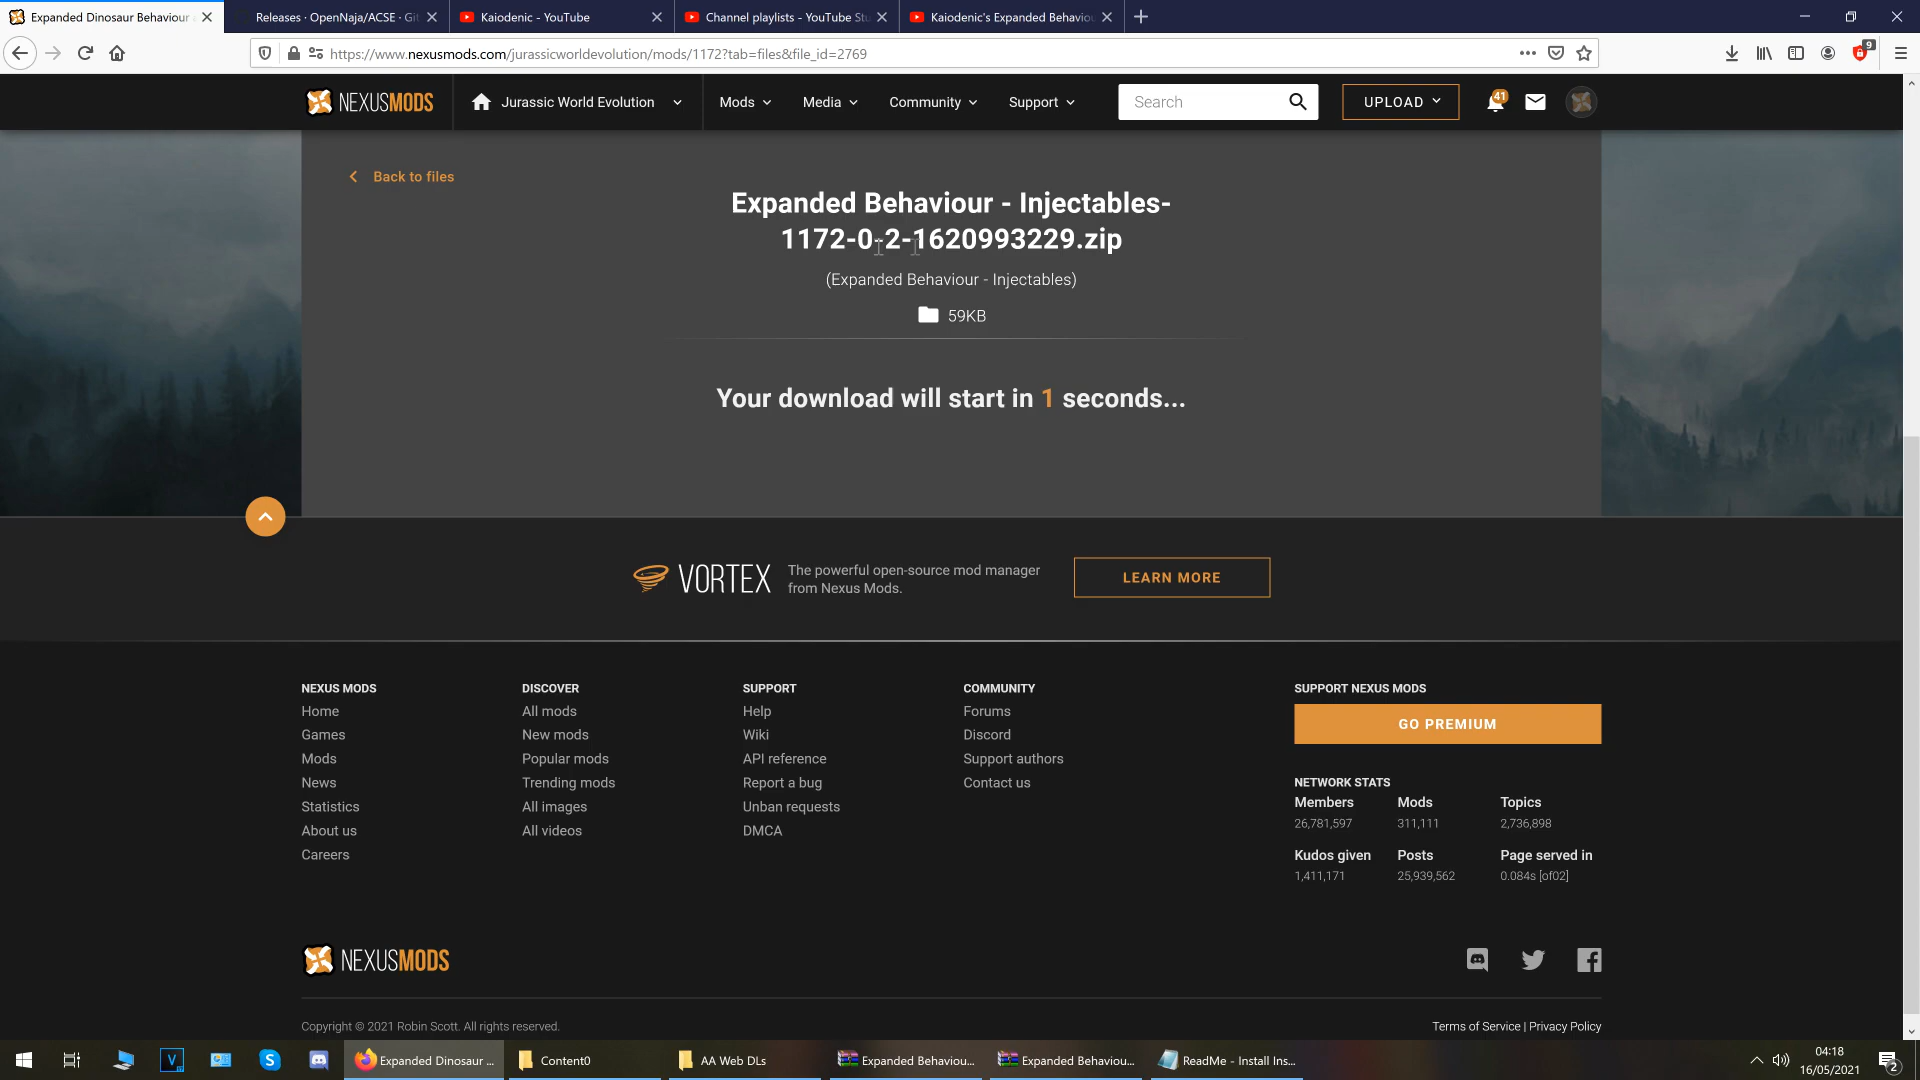 Expanded Dinosaur Behaviour
Releases · OpenNaja/ACSE · Git
Kaiodenic - YouTube
Channel playlists - YouTube Stu
Kaiodenic's Expanded Behaviou
https://www.nexusmods.com/jurassicworldevolution/mods/1172?tab=files&file_id=2769
9
NEXUSMODS
Jurassic World Evolution
Mods
Media
Community
Support
Search
UPLOAD
41
Back to files
Expanded Behaviour - Injectables-
1172-0-2-1620993229.zip
(Expanded Behaviour - Injectables)
59KB
Your download will start in 1 seconds...
VORTEX
The powerful open-source mod manager
from Nexus Mods.
LEARN MORE
NEXUS MODS
Home
Games
Mods
News
Statistics
About us
Careers
DISCOVER
All mods
New mods
Popular mods
Trending mods
All images
All videos
SUPPORT
Help
Wiki
API reference
Report a bug
Unban requests
DMCA
COMMUNITY
Forums
Discord
Support authors
Contact us
SUPPORT NEXUS MODS
GO PREMIUM
NETWORK STATS
Members
26,781,597
Mods
311,111
Topics
2,736,898
Kudos given
1,411,171
Posts
25,939,562
Page served in
0.084s [of02]
NEXUSMODS
Copyright © 2021 Robin Scott. All rights reserved.
Terms of Service | Privacy Policy
V
Expanded Dinosaur ...
Content0
AA Web DLs
Expanded Behaviou...
Expanded Behaviou...
ReadMe - Install Ins...
04:18
16/05/2021
2